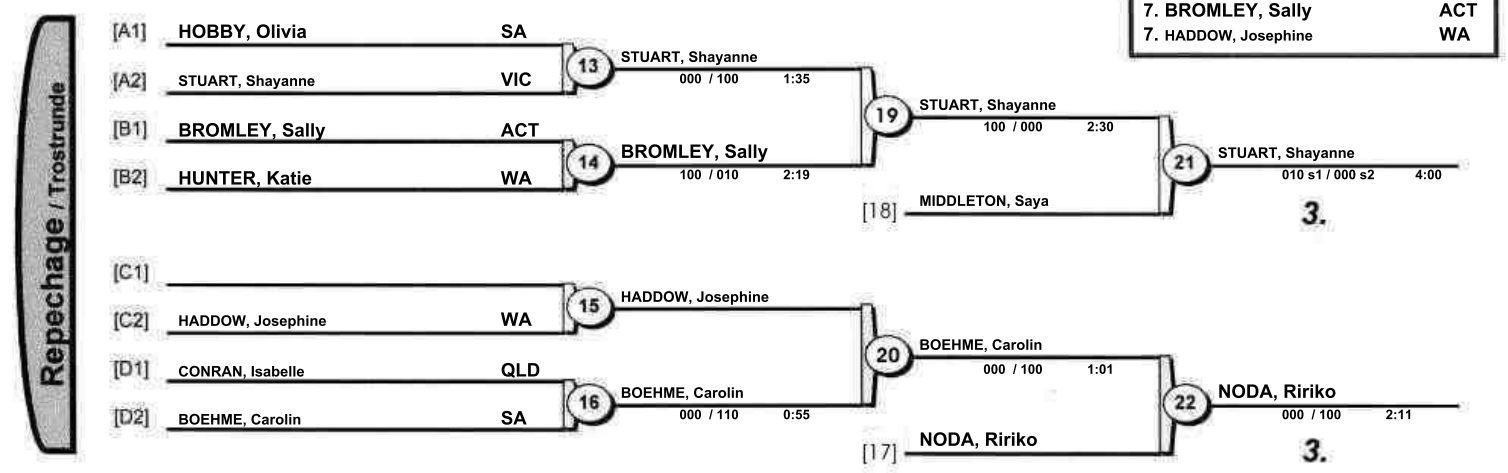 7. BROMLEY, Sally ACT
7. HADDOW, Josephine WA
Repechage / Trostrunde
[A1] HOBBY, Olivia SA
[A2] STUART, Shayanne VIC
13 STUART, Shayanne
000 / 100 1:35
[B1] BROMLEY, Sally ACT
[B2] HUNTER, Katie WA
14 BROMLEY, Sally
100 / 010 2:19
19 STUART, Shayanne
100 / 000 2:30
[18] MIDDLETON, Saya
21 STUART, Shayanne
010 s1 / 000 s2 4:00
3.
[C1]
[C2] HADDOW, Josephine WA
15 HADDOW, Josephine
[D1] CONRAN, Isabelle QLD
[D2] BOEHME, Carolin SA
16 BOEHME, Carolin
000 / 110 0:55
20 BOEHME, Carolin
000 / 100 1:01
[17] NODA, Ririko
22 NODA, Ririko
000 / 100 2:11
3.